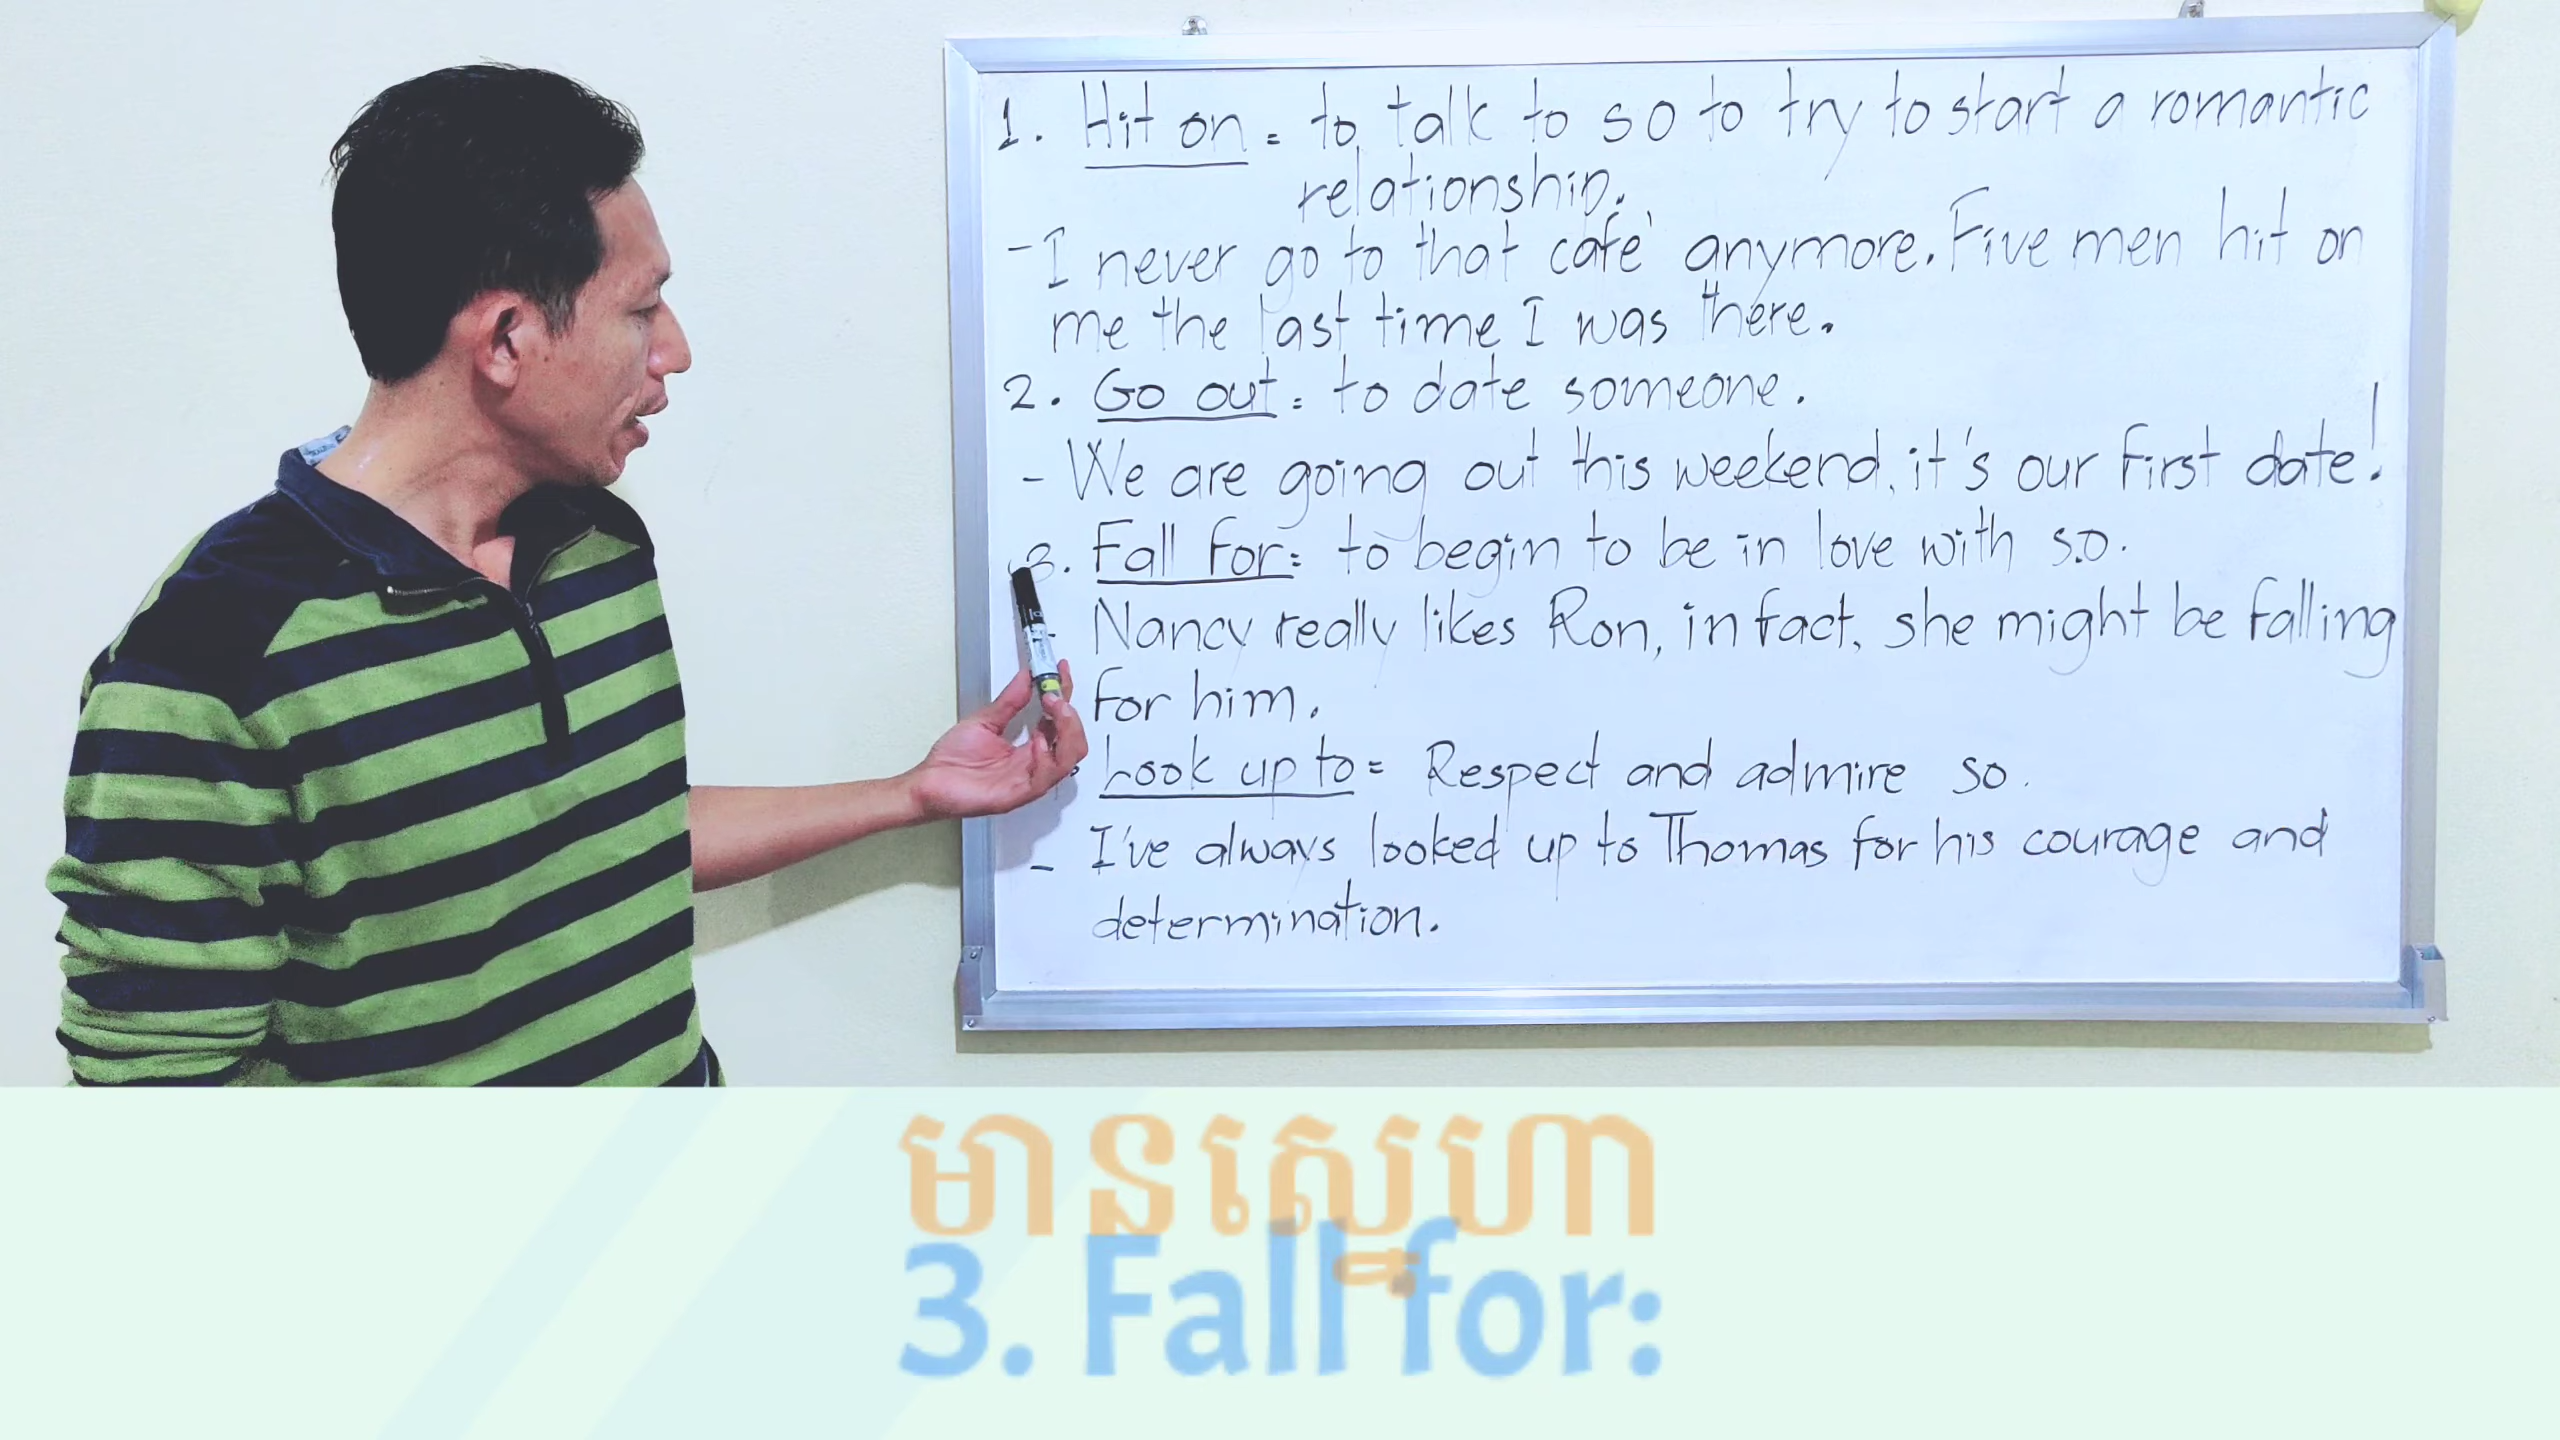 1. Hit on = to talk to so to try to start a romantic
relationship.
- I never go to that café anymore. Five men hit on
me the last time I was there.
2. Go out = to date someone.
- We are going out this weekend, it's our first date!
3. Fall for = to begin to be in love with s.o.
- Nancy really likes Ron, in fact, she might be falling
for him.
Look up to = Respect and admire so.
- I've always looked up to Thomas for his courage and
determination.
មានស្នេហា
3. Fall for: